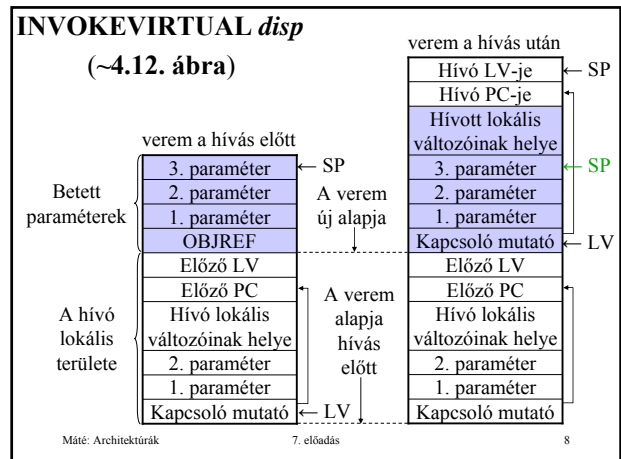 INVOKEVIRTUAL disp
(~4.12. ábra)
verem a hívás előtt
3. paraméter
← SP
2. paraméter
1. paraméter
OBJREF
Előző LV
Előző PC
Hívó lokális
változóinak helye
2. paraméter
1. paraméter
Kapcsoló mutató
← LV
Betett
paraméterek
A hívó
lokális
területe
A verem
új alapja
A verem
alapja
hívás
előtt
verem a hívás után
Hívó LV-je
← SP
Hívó PC-je
Hívott lokális
változóinak helye
3. paraméter
← SP
2. paraméter
1. paraméter
Kapcsoló mutató
← LV
Előző LV
Előző PC
Hívó lokális
változóinak helye
2. paraméter
1. paraméter
Kapcsoló mutató
Máté: Architektúrák
7. előadás
8